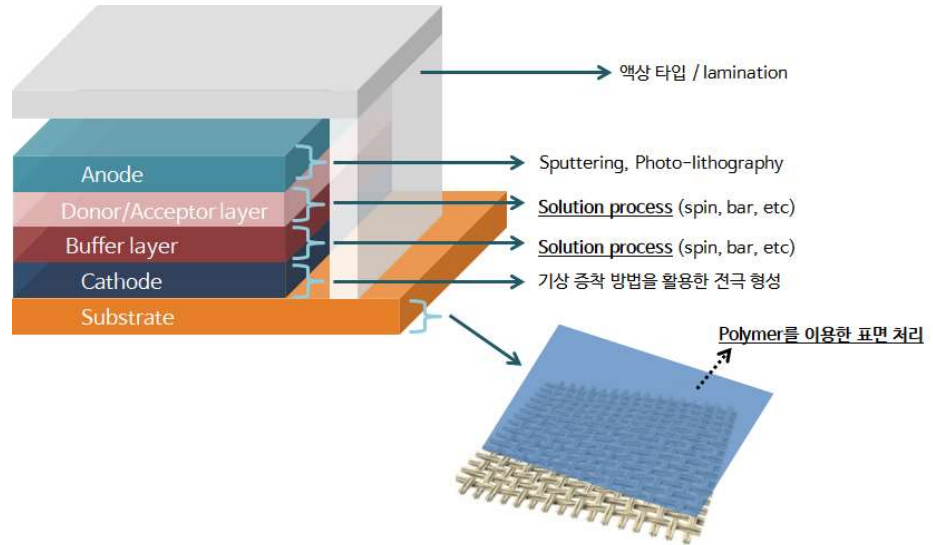 액상 타입 / lamination
Anode
Sputtering, Photo-lithography
Donor/Acceptor layer
Solution process (spin, bar, etc)
Buffer layer
Solution process (spin, bar, etc)
Cathode
기상 증착 방법을 활용한 전극 형성
Substrate
Polymer를 이용한 표면 처리